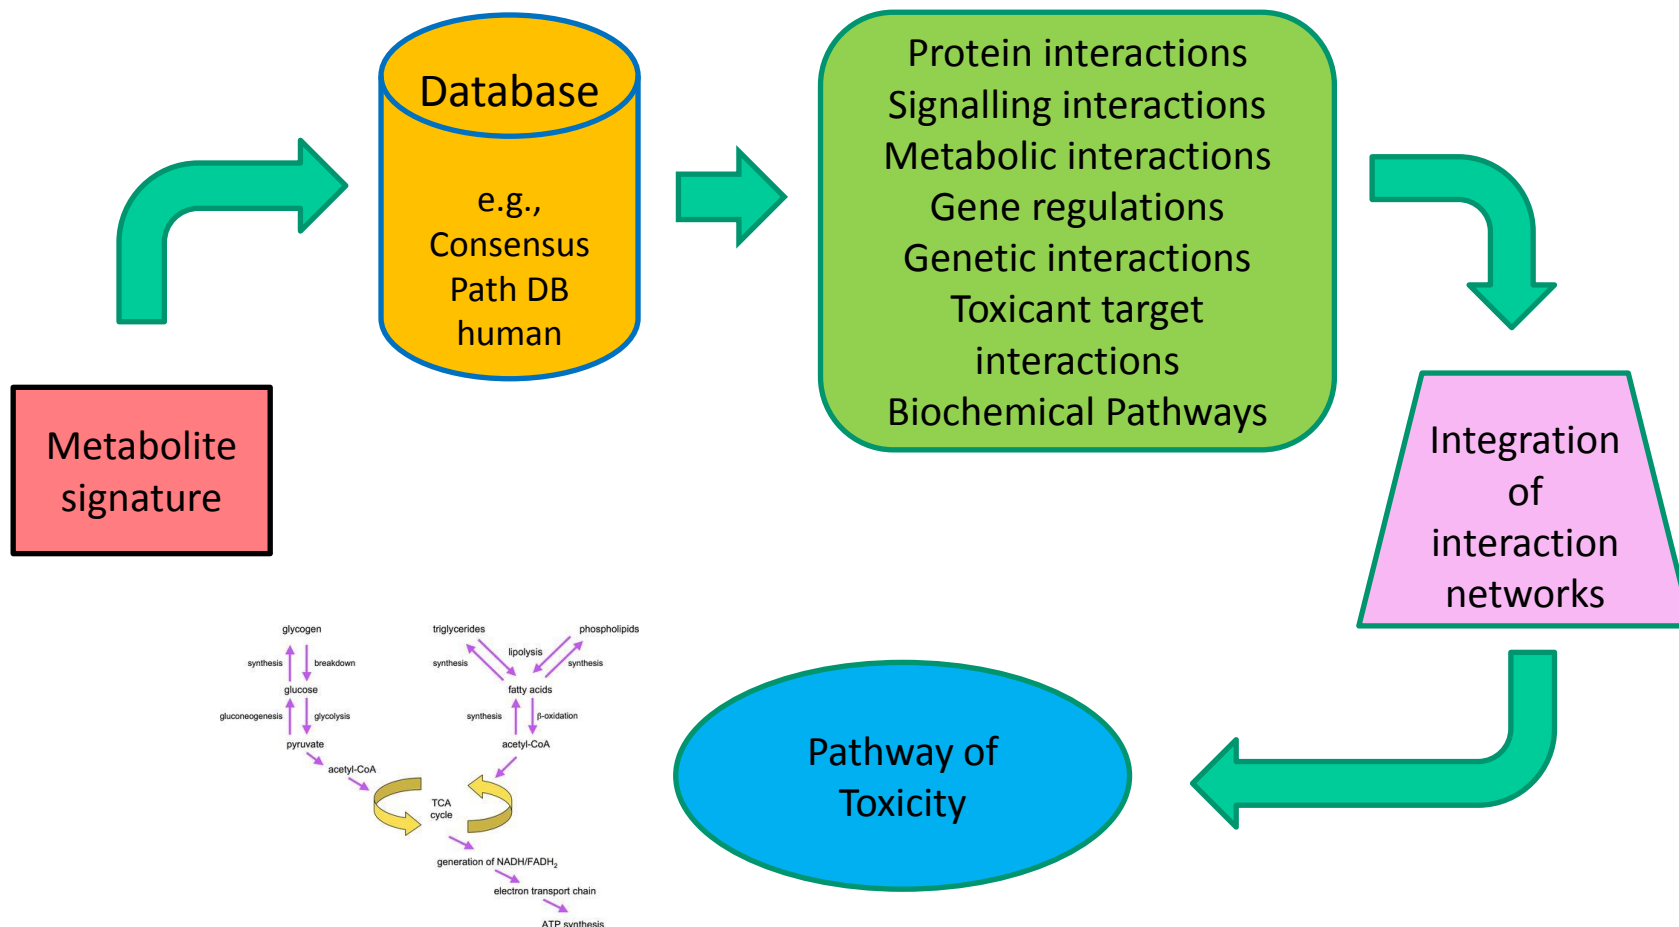 Database
e.g.,
Consensus
Path DB
human
Protein interactions
Signalling interactions
Metabolic interactions
Gene regulations
Genetic interactions
Toxicant target
interactions
Biochemical Pathways
Metabolite
signature
Integration
of
interaction
networks
Pathway of
Toxicity
glycogen
synthesis
breakdown
glucose
gluconeogenesis
glycolysis
pyruvate
acetyl-CoA
triglycerides
phospholipids
lipolysis
synthesis
synthesis
fatty acids
synthesis
β-oxidation
acetyl-CoA
TCA
cycle
generation of NADH/FADH₂
electron transport chain
ATP synthesis